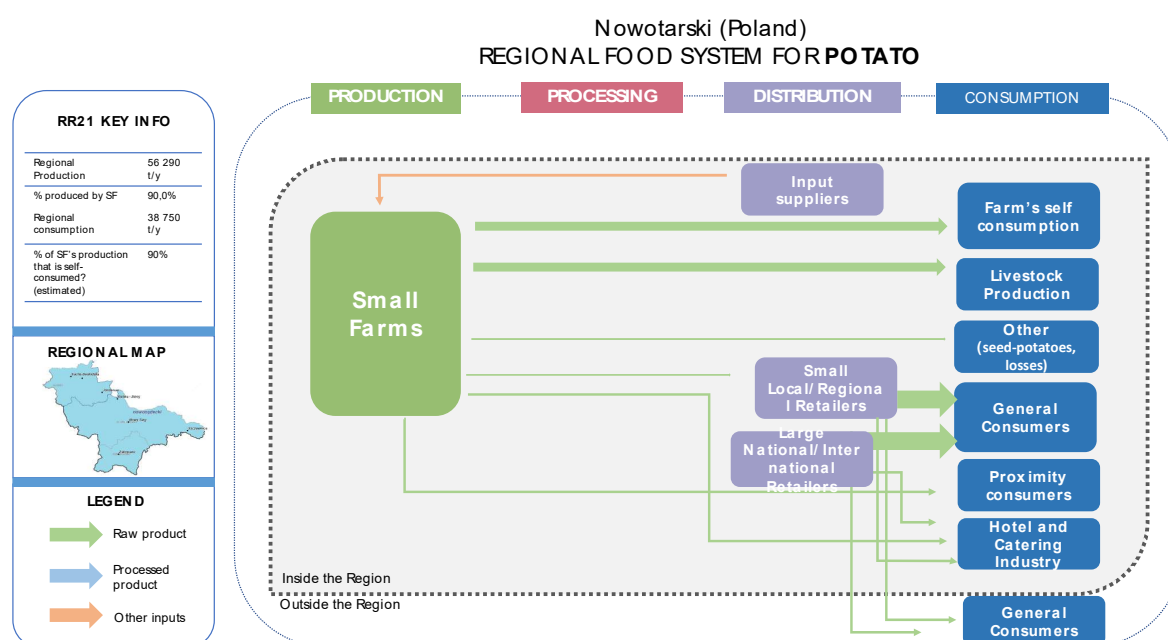 Nowotarski (Poland)
REGIONAL FOOD SYSTEM FOR POTATO
PRODUCTION
PROCESSING
DISTRIBUTION
CONSUMPTION
RR21 KEY INFO
Regional
Production
56 290
t/y
% produced by SF
90,0%
Regional
consumption
38 750
t/y
% of SF's production
that is self-
consumed?
(estimated)
90%
REGIONAL MAP
LEGEND
Raw product
Processed
product
Other inputs
Input
suppliers
Small
Farms
Small
Local/ Regiona
l Retailers
Large
National/ Inter
national
Retailers
Farm's self
consumption
Livestock
Production
Other
(seed-potatoes,
losses)
General
Consumers
Proximity
consumers
Hotel and
Catering
Industry
Inside the Region
Outside the Region
General
Consumers